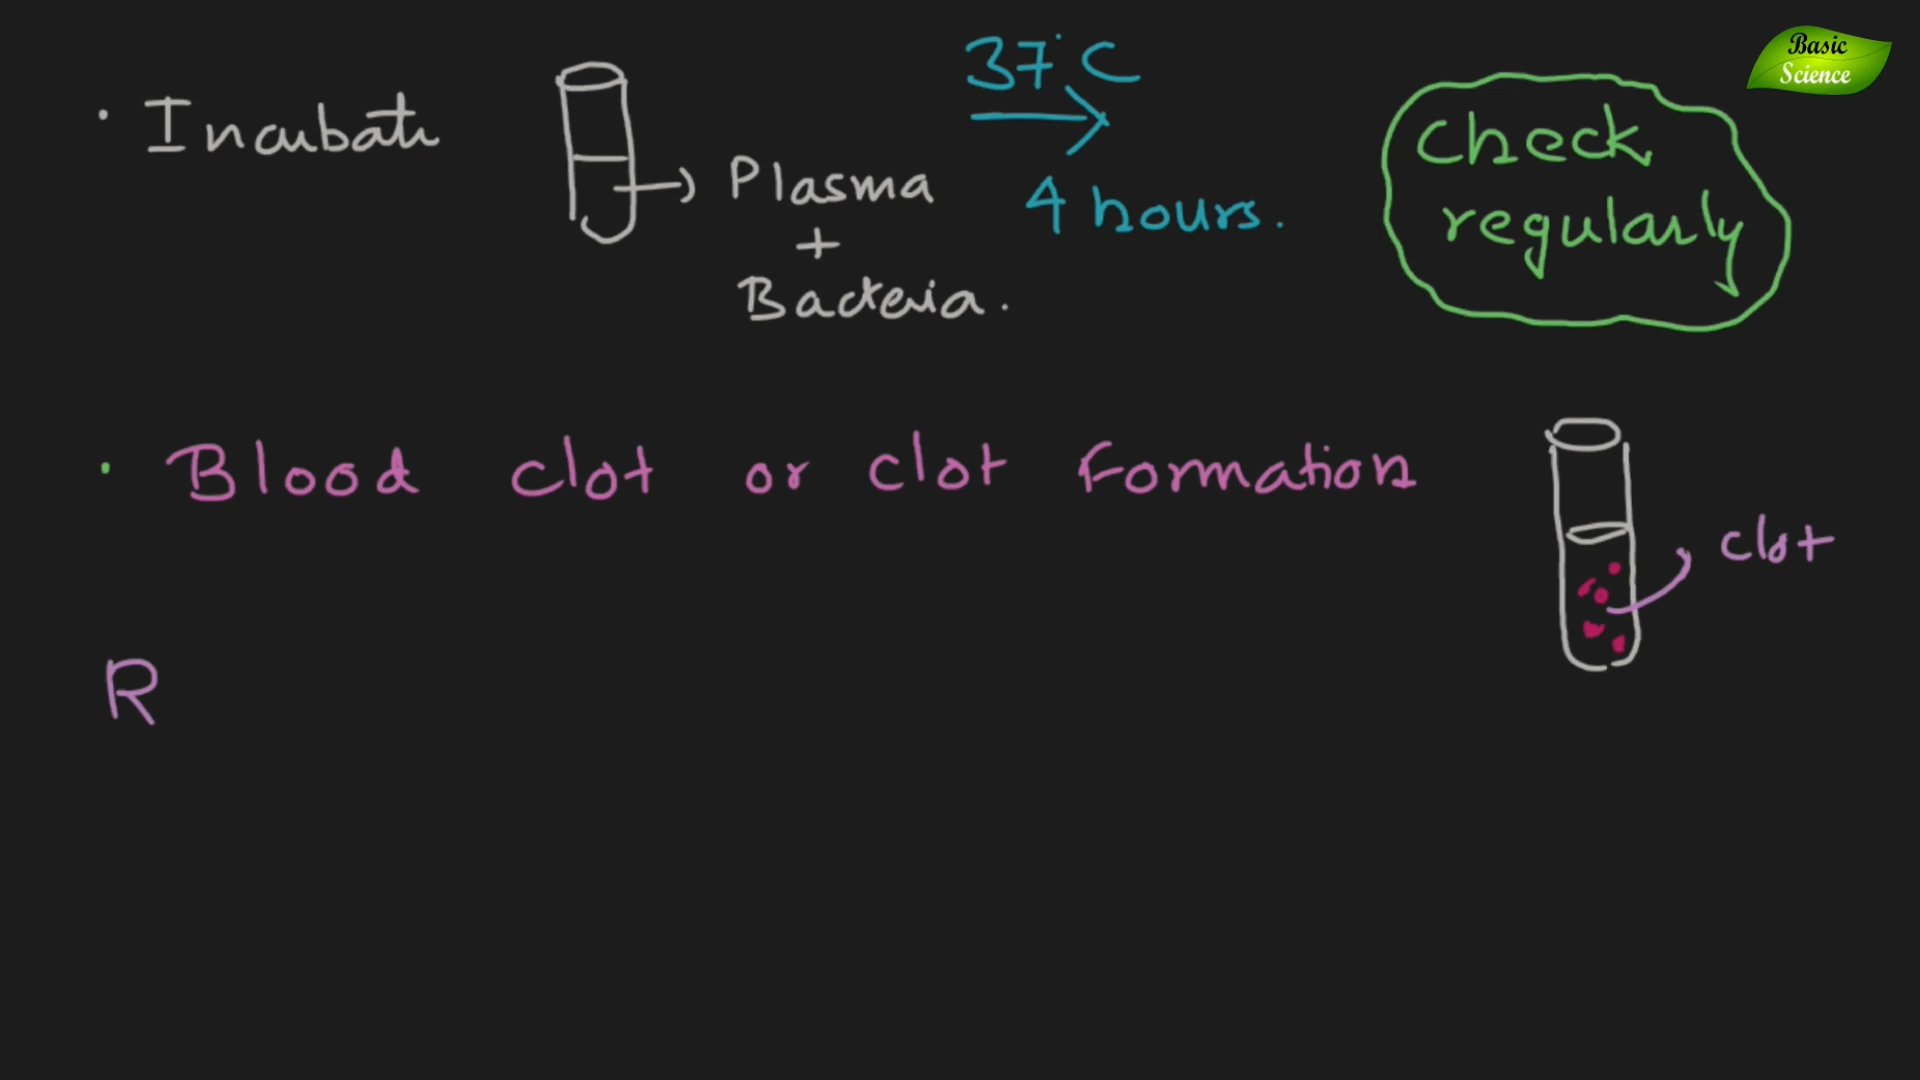 Basic
Science
37°C
· Incubate
4 hours.
Plasma
+
Bacteria.
Check
regularly
· Blood clot or clot Formation
clot
R